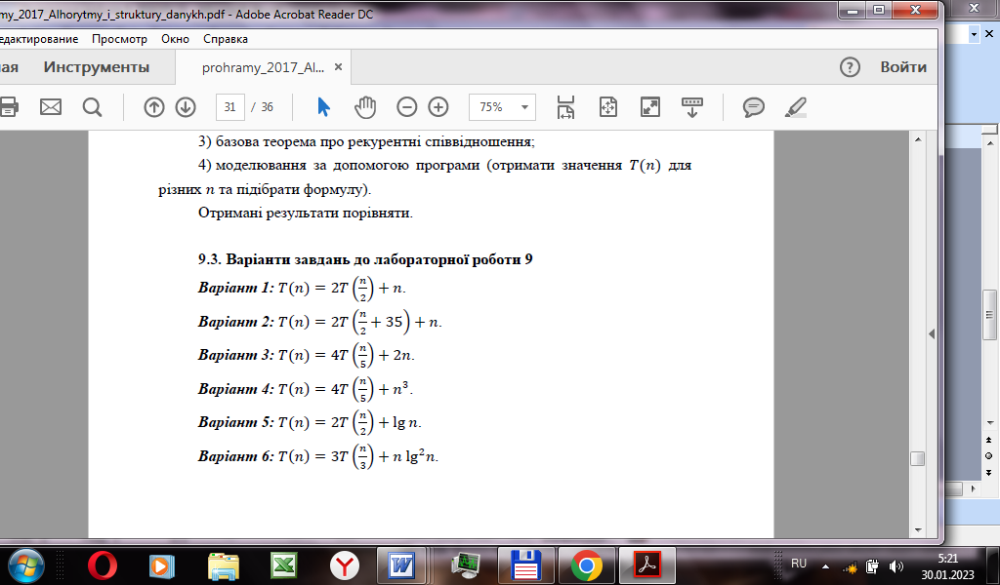 my_2017_Alhorytmy_i_struktury_danykh.pdf - Adobe Acrobat Reader DC
едактирование Просмотр Окно Справка
ая Инструменты prohramy_2017_Al... × Войти
31 / 36 75%
3) базова теорема про рекурентні співвідношення;
4) моделювання за допомогою програми (отримати значення T(n) для
різних n та підібрати формулу).
Отримані результати порівняти.
9.3. Варіанти завдань до лабораторної роботи 9
Варіант 1: T(n) = 2T(n/2) + n.
Варіант 2: T(n) = 2T(n/2 + 35) + n.
Варіант 3: T(n) = 4T(n/5) + 2n.
Варіант 4: T(n) = 4T(n/5) + n³.
Варіант 5: T(n) = 2T(n/2) + lg n.
Варіант 6: T(n) = 3T(n/3) + n lg²n.
RU 5:21
30.01.2023